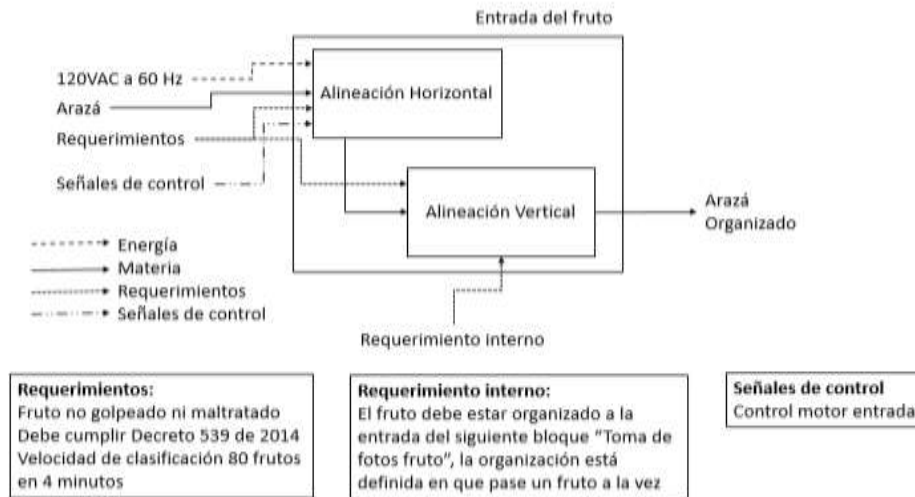 Entrada del fruto
120VAC a 60 Hz
Arazá
Requerimientos
Señales de control
Alineación Horizontal
Alineación Vertical
Arazá
Organizado
Energía
Materia
Requerimientos
Señales de control
Requerimiento interno
Requerimientos:
Fruto no golpeado ni maltratado
Debe cumplir Decreto 539 de 2014
Velocidad de clasificación 80 frutos
en 4 minutos
Requerimiento interno:
El fruto debe estar organizado a la
entrada del siguiente bloque “Toma de
fotos fruto”, la organización está
definida en que pase un fruto a la vez
Señales de control
Control motor entrada